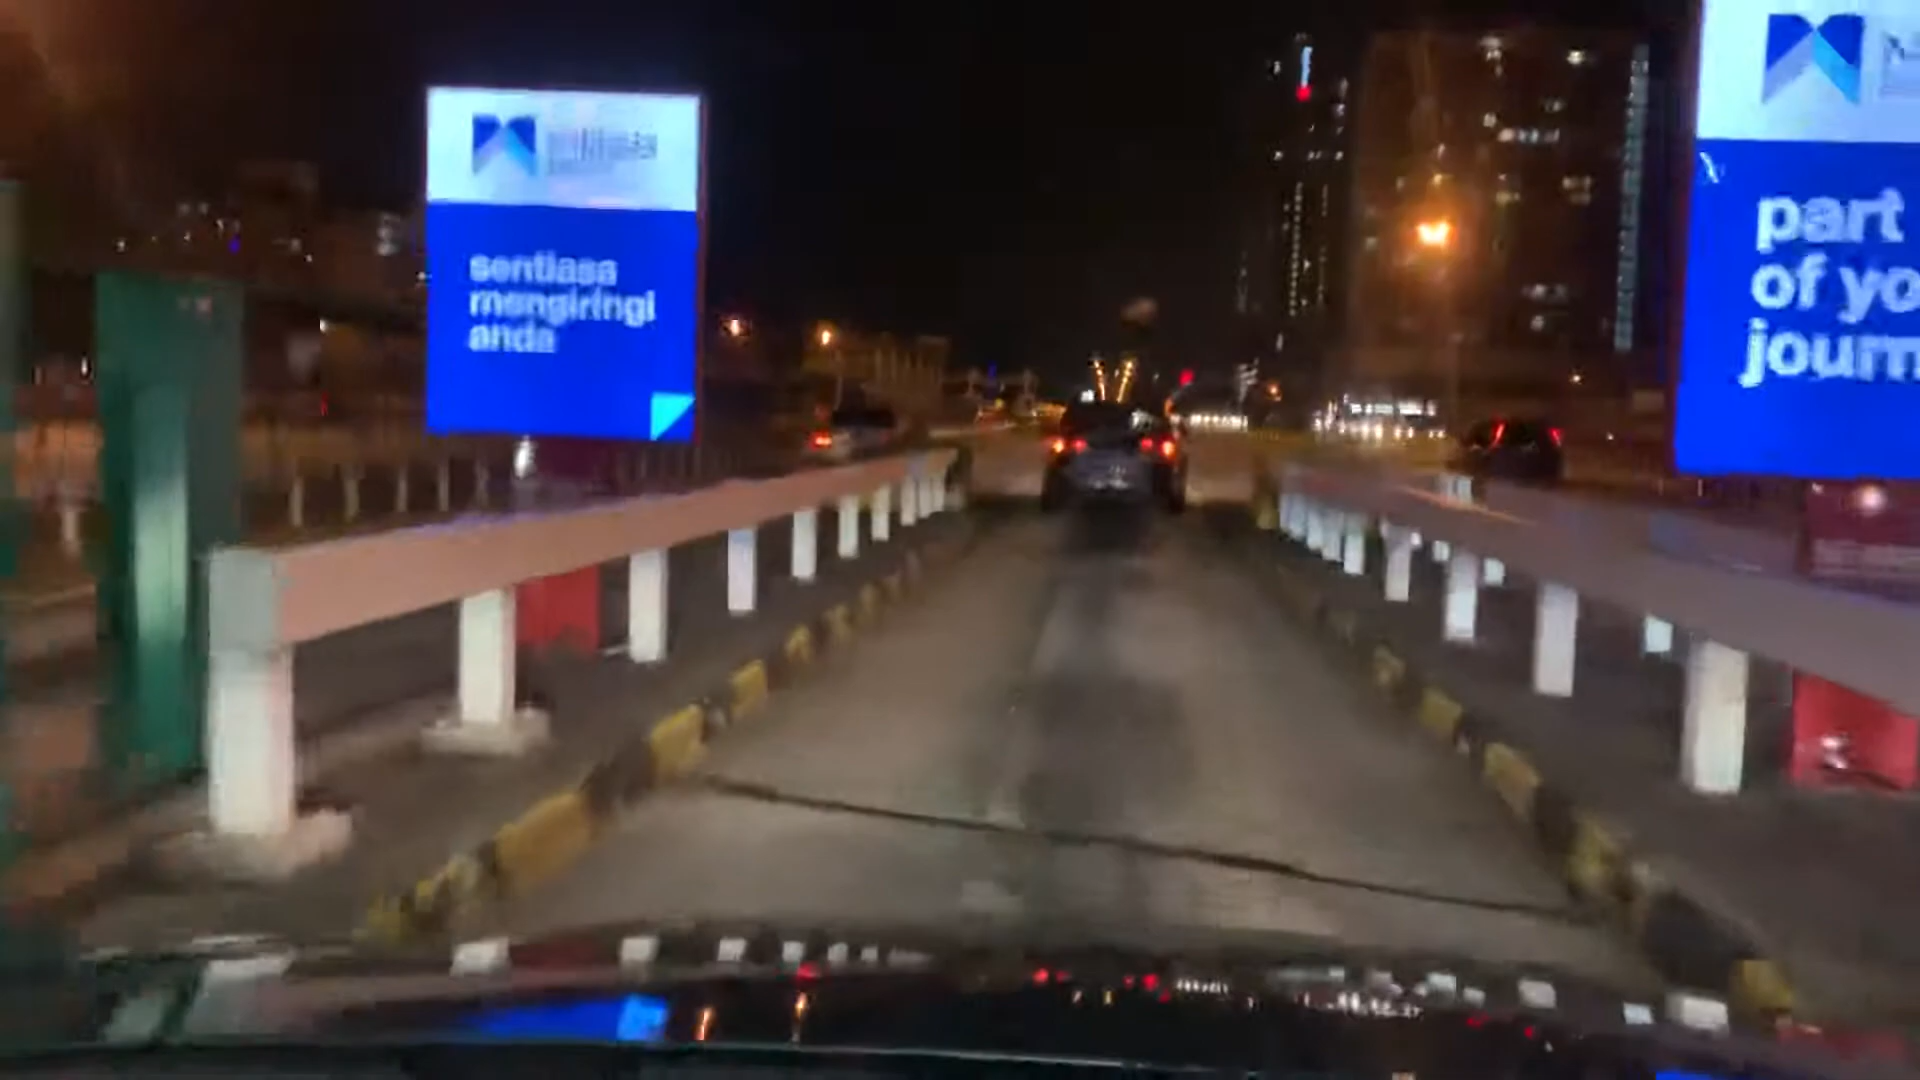 sentiasa
mengiringi
anda
part
of yo
journ